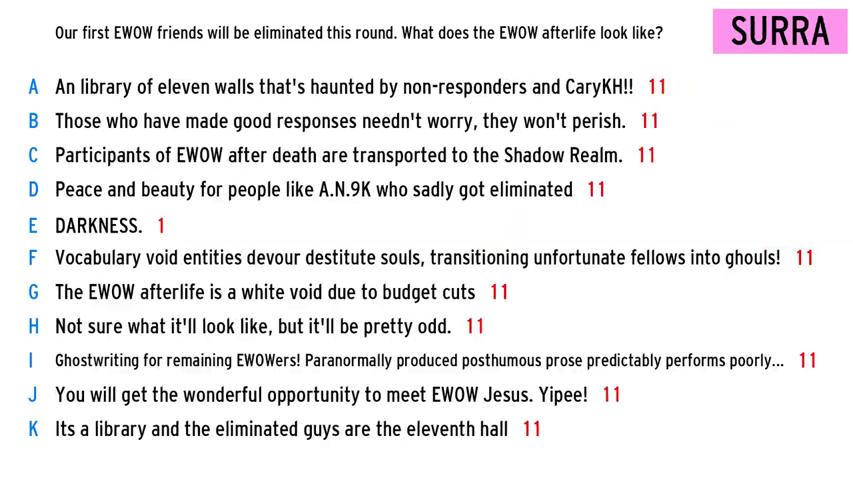 Our first EWOW friends will be eliminated this round. What does the EWOW afterlife look like?
SURRA
A An library of eleven walls that's haunted by non-responders and CaryKH!! 11
B Those who have made good responses needn't worry, they won't perish. 11
C Participants of EWOW after death are transported to the Shadow Realm. 11
D Peace and beauty for people like A.N.9K who sadly got eliminated 11
E DARKNESS. 1
F Vocabulary void entities devour destitute souls, transitioning unfortunate fellows into ghouls! 11
G The EWOW afterlife is a white void due to budget cuts 11
H Not sure what it'll look like, but it'll be pretty odd. 11
I Ghostwriting for remaining EWOWers! Paranormally produced posthumous prose predictably performs poorly... 11
J You will get the wonderful opportunity to meet EWOW Jesus. Yipee! 11
K Its a library and the eliminated guys are the eleventh hall 11